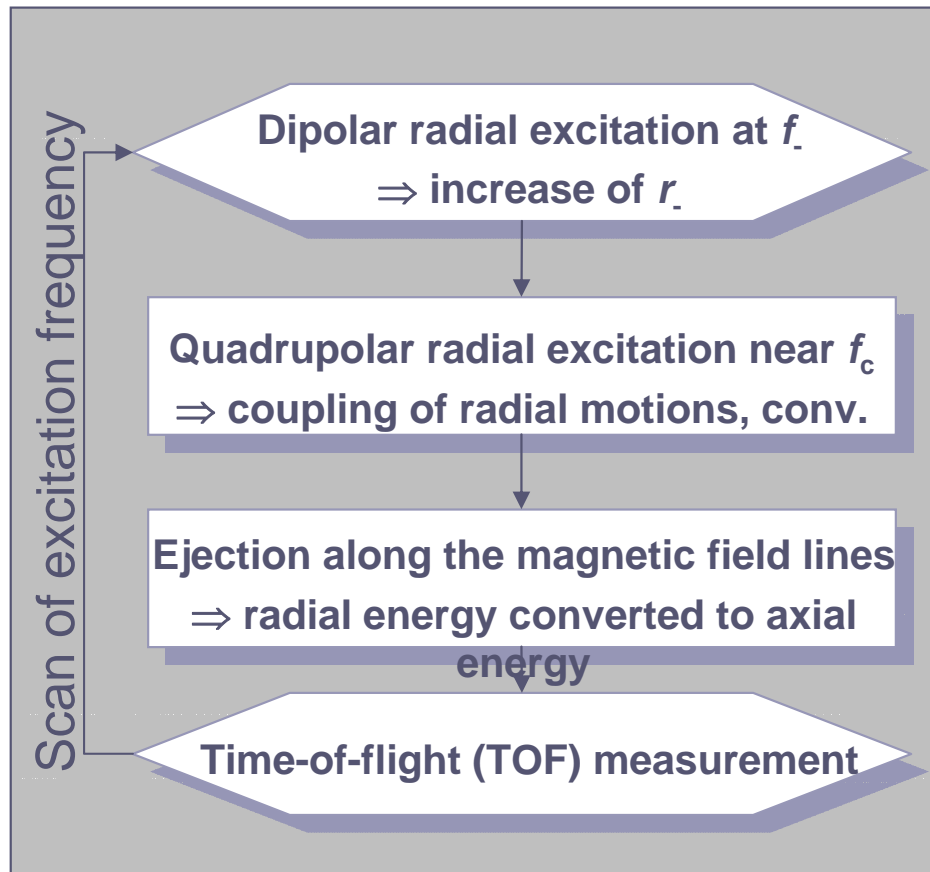 Scan of excitation frequency
Dipolar radial excitation at f-
⇒ increase of r-
Quadrupolar radial excitation near fc
⇒ coupling of radial motions, conv.
Ejection along the magnetic field lines
⇒ radial energy converted to axial
energy
Time-of-flight (TOF) measurement